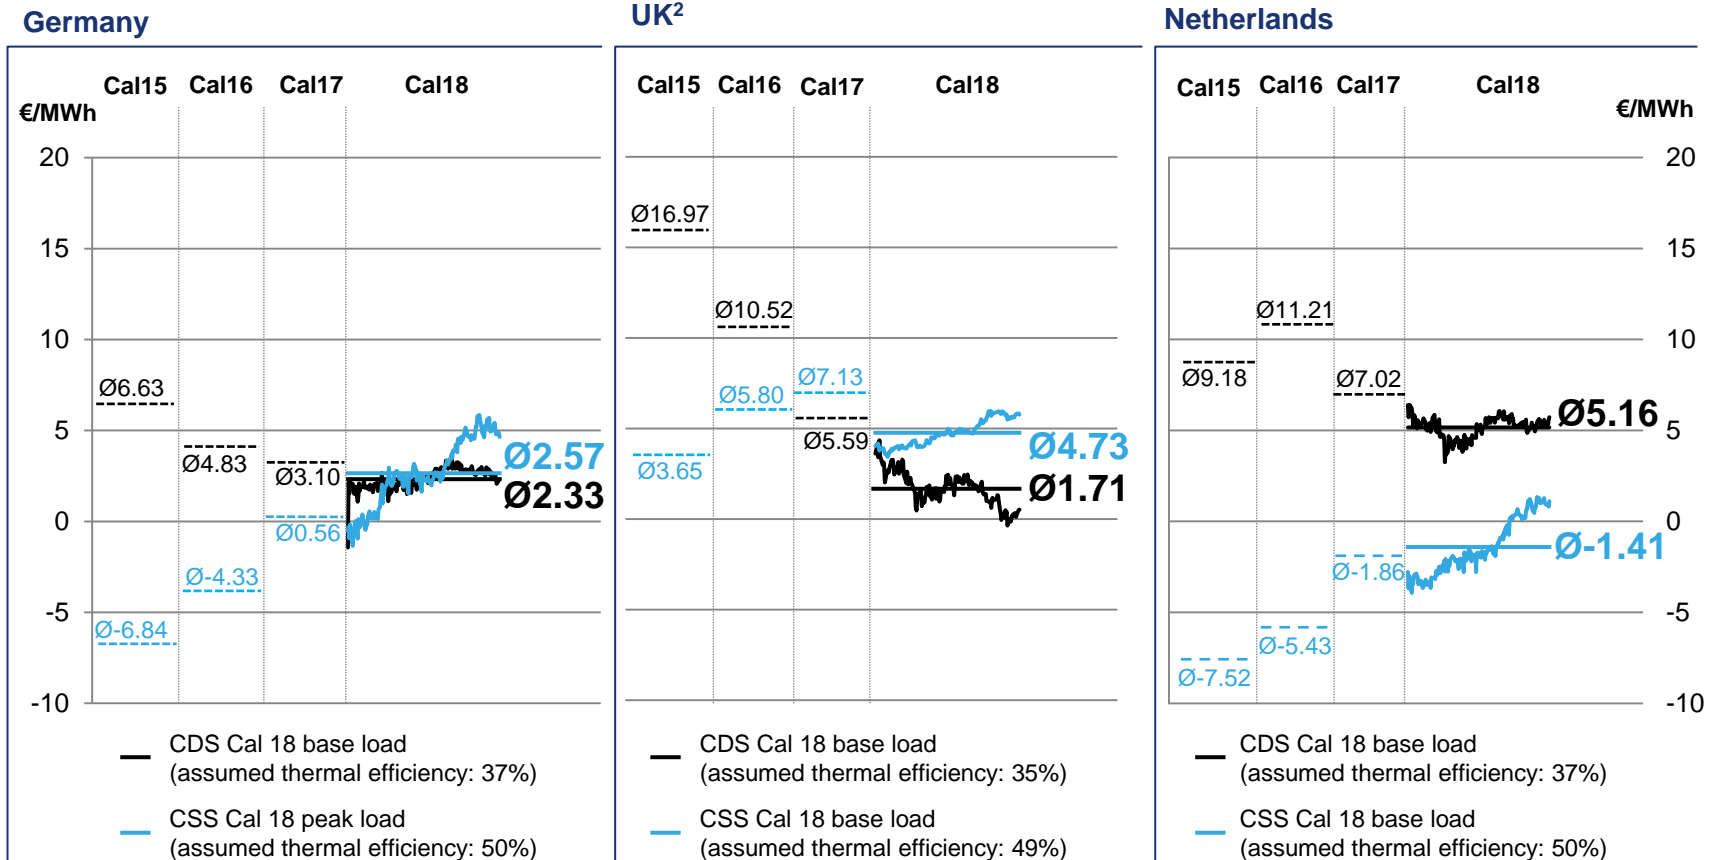 Germany
Cal15 Cal16 Cal17 Cal18
€/MWh
20
15
10
5
0
-5
-10
Ø6.63
Ø4.83
Ø3.10
Ø2.57
Ø2.33
Ø0.56
Ø-4.33
Ø-6.84
CDS Cal 18 base load
(assumed thermal efficiency: 37%)
CSS Cal 18 peak load
(assumed thermal efficiency: 50%)
UK²
Cal15 Cal16 Cal17 Cal18
Ø16.97
Ø10.52
Ø7.13
Ø5.80
Ø5.59
Ø3.65
Ø4.73
Ø1.71
CDS Cal 18 base load
(assumed thermal efficiency: 35%)
CSS Cal 18 base load
(assumed thermal efficiency: 49%)
Netherlands
Cal15 Cal16 Cal17 Cal18
€/MWh
20
15
10
5
0
-5
-10
Ø11.21
Ø9.18
Ø7.02
Ø5.16
Ø-1.41
Ø-1.86
Ø-5.43
Ø-7.52
CDS Cal 18 base load
(assumed thermal efficiency: 37%)
CSS Cal 18 base load
(assumed thermal efficiency: 50%)